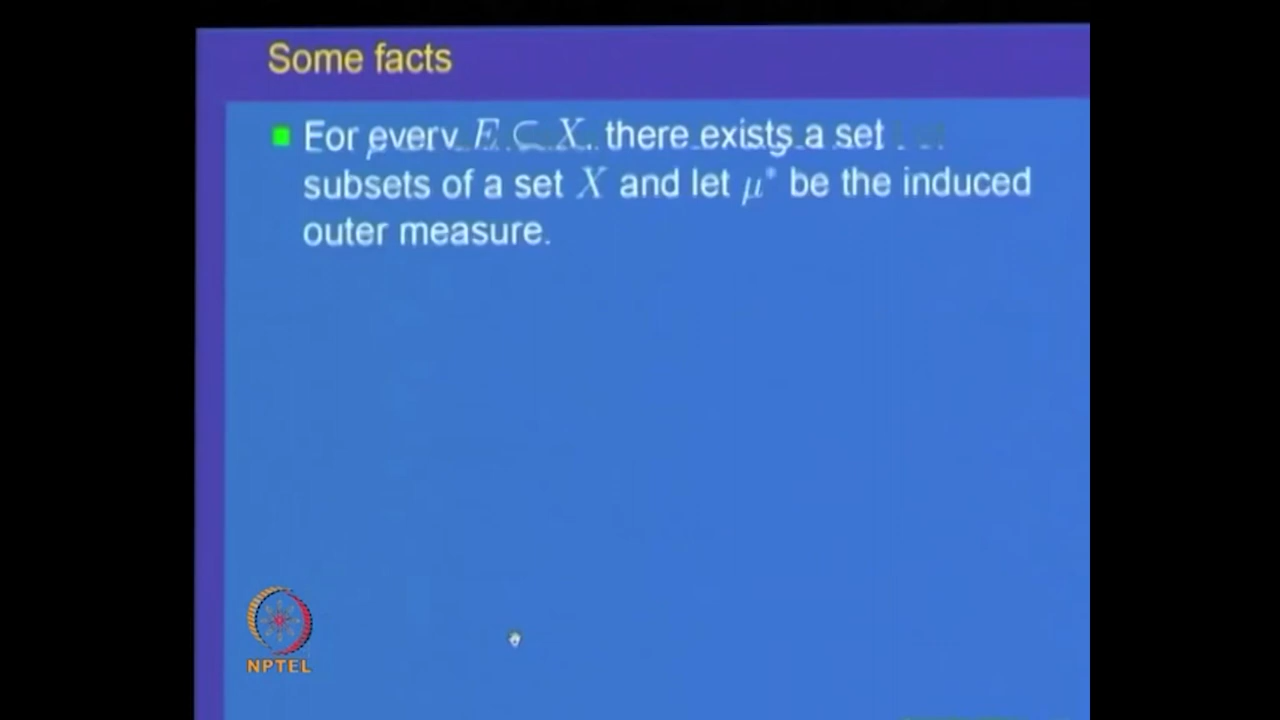 Some facts
For every E ⊂ X, there exists a set
subsets of a set X and let μ* be the induced
outer measure.
NPTEL